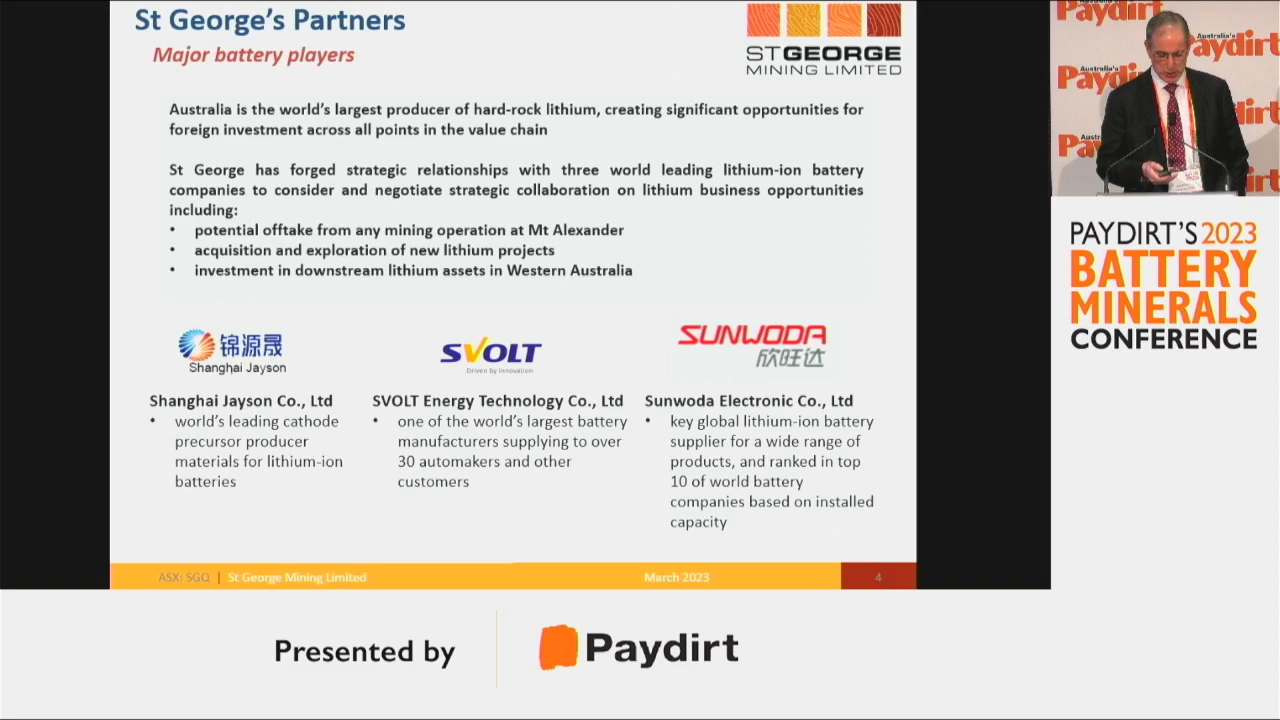 St George's Partners
Major battery players
STGEORGE
MINING LIMITED
Australia is the world's largest producer of hard-rock lithium, creating significant opportunities for
foreign investment across all points in the value chain
St George has forged strategic relationships with three world leading lithium-ion battery
companies to consider and negotiate strategic collaboration on lithium business opportunities
including:
• potential offtake from any mining operation at Mt Alexander
• acquisition and exploration of new lithium projects
• investment in downstream lithium assets in Western Australia
锦源晟
Shanghai Jayson
SVOLT
Driven by Innovation
SUNWODA
欣旺达
Shanghai Jayson Co., Ltd
• world's leading cathode
precursor producer
materials for lithium-ion
batteries
SVOLT Energy Technology Co., Ltd
• one of the world's largest battery
manufacturers supplying to over
30 automakers and other
customers
Sunwoda Electronic Co., Ltd
• key global lithium-ion battery
supplier for a wide range of
products, and ranked in top
10 of world battery
companies based on installed
capacity
ASX: SGQ | St George Mining Limited
March 2023
4
Paydirt
Australia's
Paydirt
Australia's
Paydi
dirt
Austra
Pa
irt
PAYDIRT'S 2023
BATTERY
MINERALS
CONFERENCE
Presented by
Paydirt